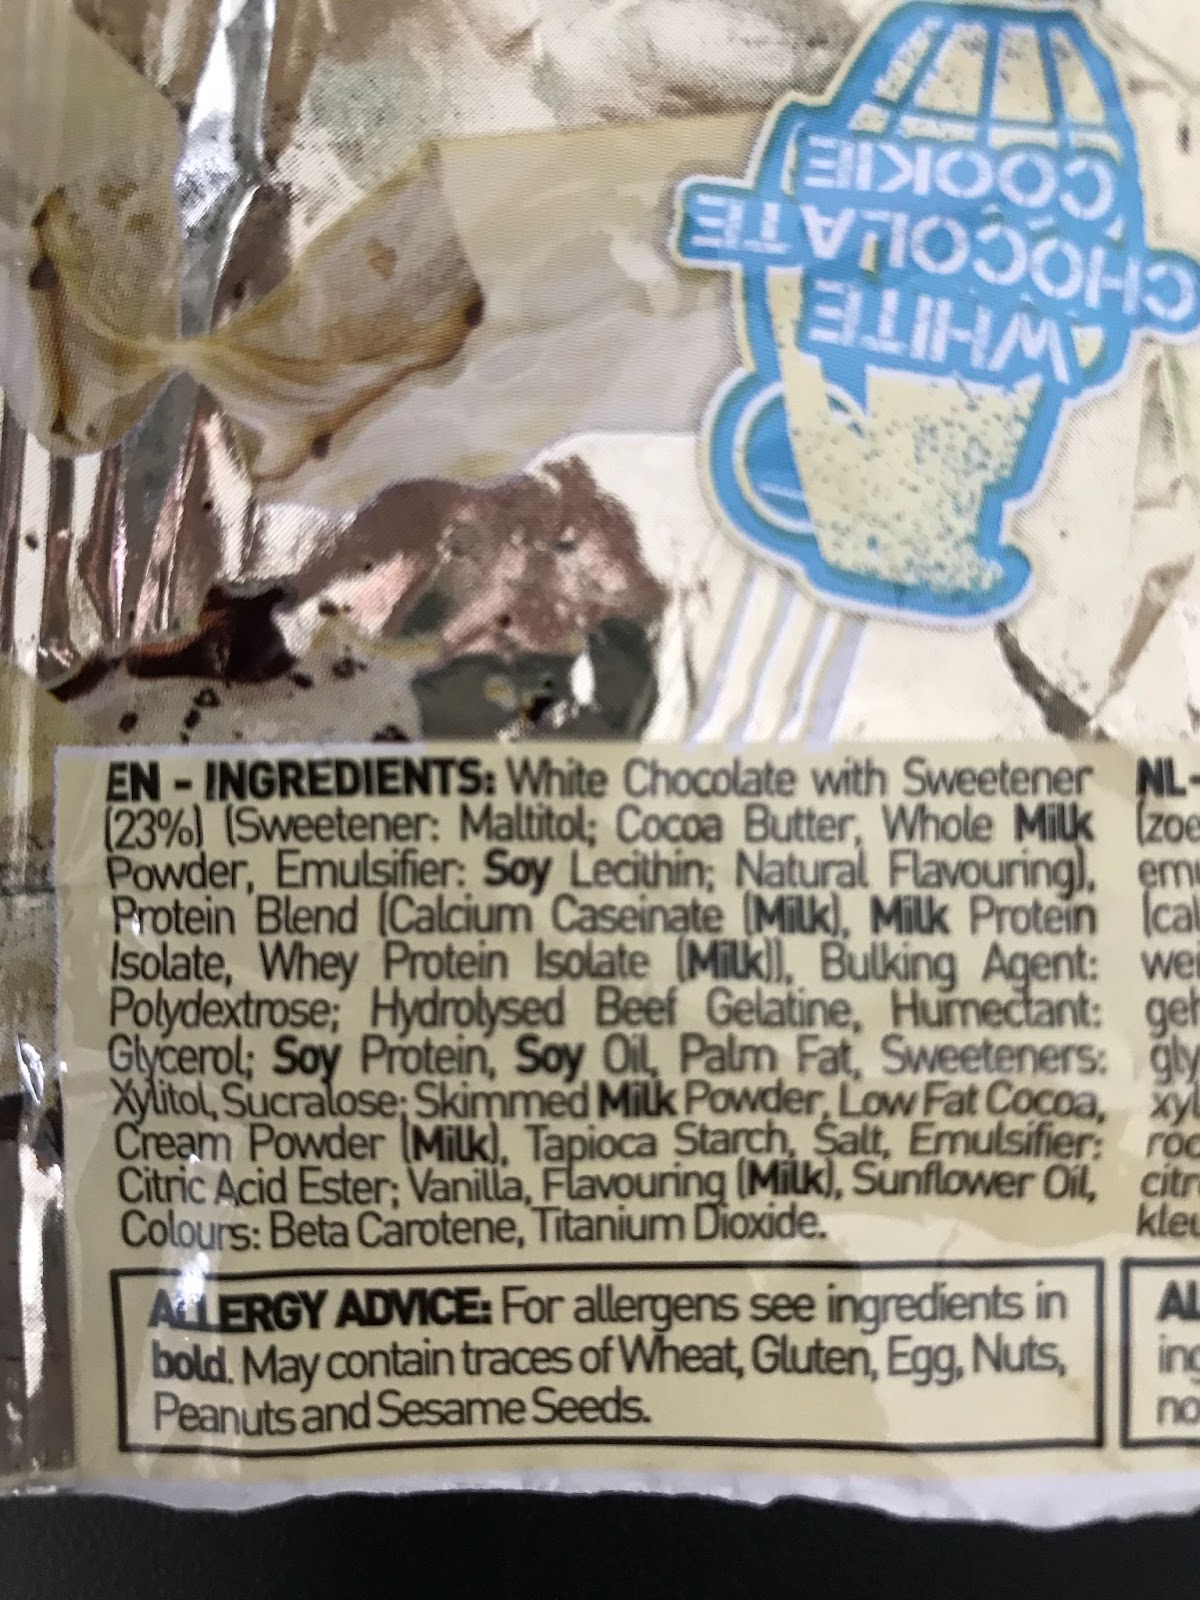 WHITE
CHOCOLATE
COOKIE
EN - INGREDIENTS: White Chocolate with Sweetener
(23%) (Sweetener: Maltitol; Cocoa Butter, Whole Milk
Powder, Emulsifier: Soy Lecithin; Natural Flavouring),
Protein Blend (Calcium Caseinate (Milk), Milk Protein
Isolate, Whey Protein Isolate (Milk)), Bulking Agent:
Polydextrose; Hydrolysed Beef Gelatine, Humectant:
Glycerol; Soy Protein, Soy Oil, Palm Fat, Sweeteners:
Xylitol, Sucralose; Skimmed Milk Powder, Low Fat Cocoa,
Cream Powder (Milk), Tapioca Starch, Salt, Emulsifier:
Citric Acid Ester; Vanilla, Flavouring (Milk), Sunflower Oil,
Colours: Beta Carotene, Titanium Dioxide.
ALLERGY ADVICE: For allergens see ingredients in
bold. May contain traces of Wheat, Gluten, Egg, Nuts,
Peanuts and Sesame Seeds.
NL-
(zoe